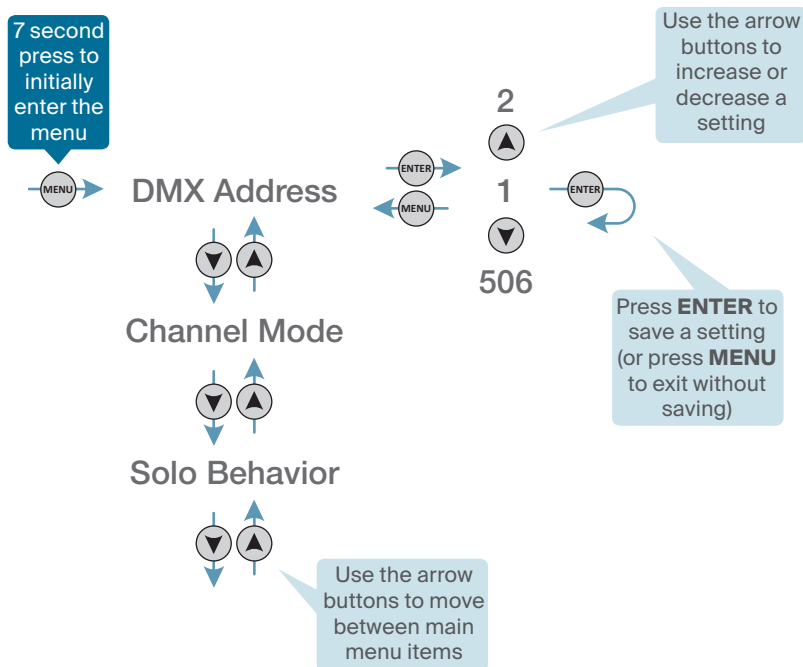 7 second
press to
initially
enter the
menu
Use the arrow
buttons to
increase or
decrease a
setting
2
MENU
DMX Address
ENTER
MENU
1
ENTER
506
Channel Mode
Press ENTER to
save a setting
(or press MENU
to exit without
saving)
Solo Behavior
Use the arrow
buttons to move
between main
menu items